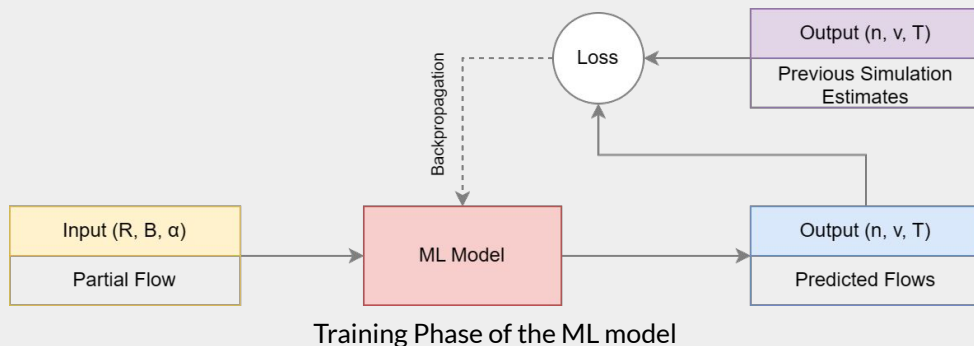 Output (n, v, T)
Previous Simulation
Estimates
Loss
Backpropagation
Input (R, B, α)
Partial Flow
ML Model
Output (n, v, T)
Predicted Flows
Training Phase of the ML model